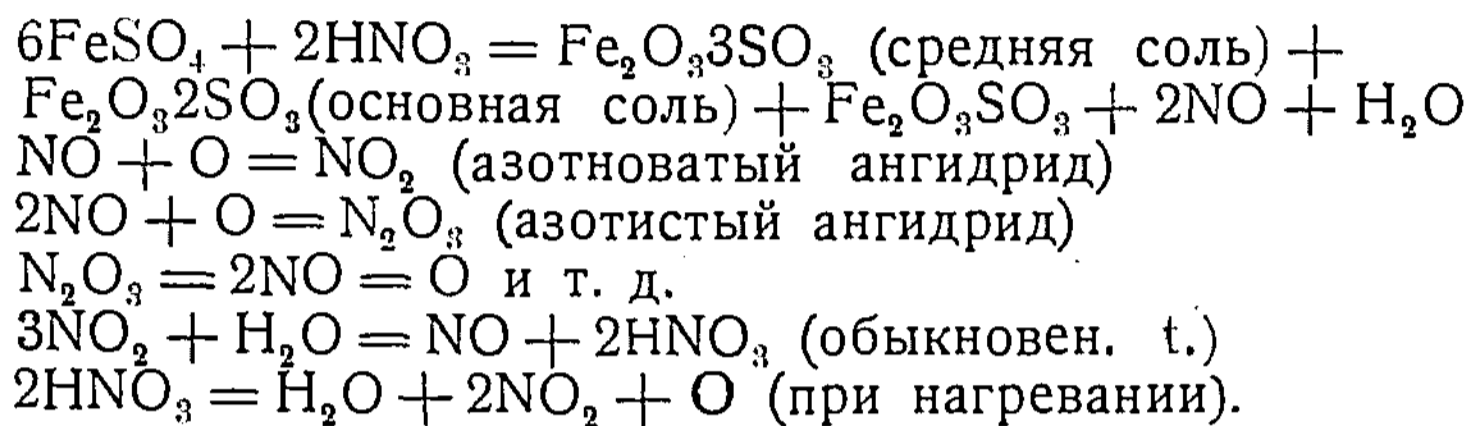 6FeSO₄ + 2HNO₃ = Fe₂O₃3SO₃ (средняя соль) +
Fe₂O₃2SO₃(основная соль) + Fe₂O₃SO₃ + 2NO + H₂O
NO + O = NO₂ (азотноватый ангидрид)
2NO + O = N₂O₃ (азотистый ангидрид)
N₂O₃ = 2NO = O и т. д.
3NO₂ + H₂O = NO + 2HNO₃ (обыкновен. t.)
2HNO₃ = H₂O + 2NO₂ + O (при нагревании).